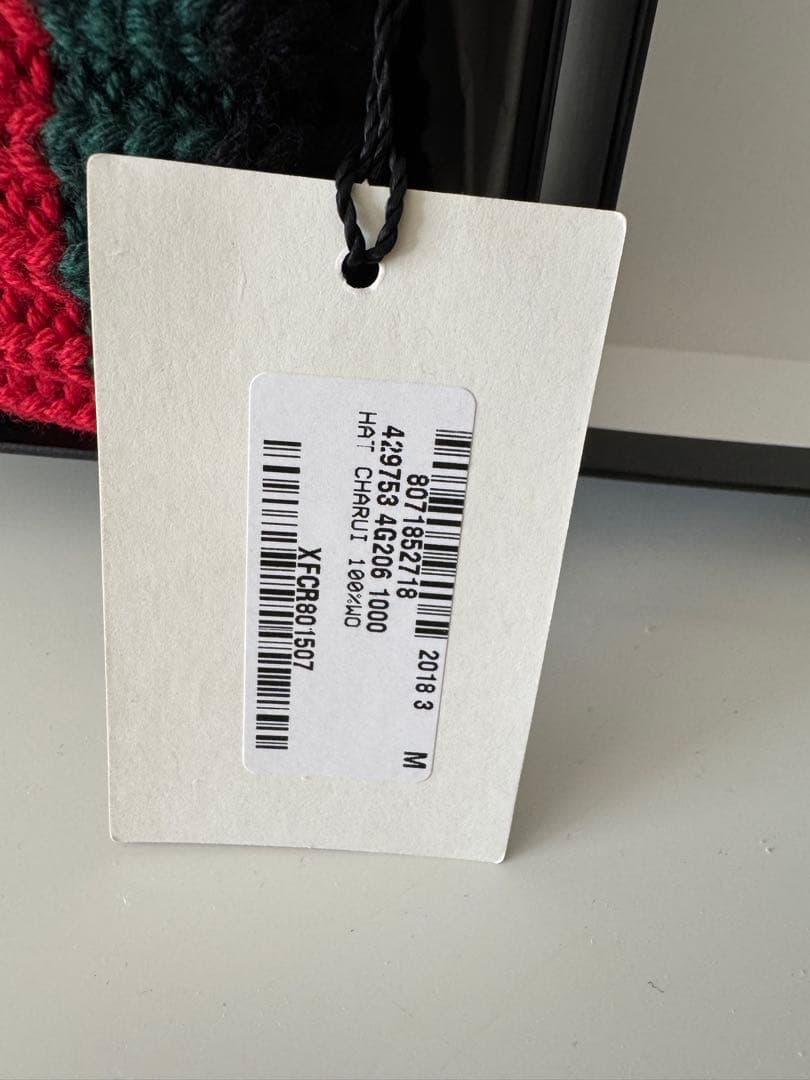 8071852718 2018 3
429753 4G206 1000 M
HAT CHARUI 100%WO
XFCR801507